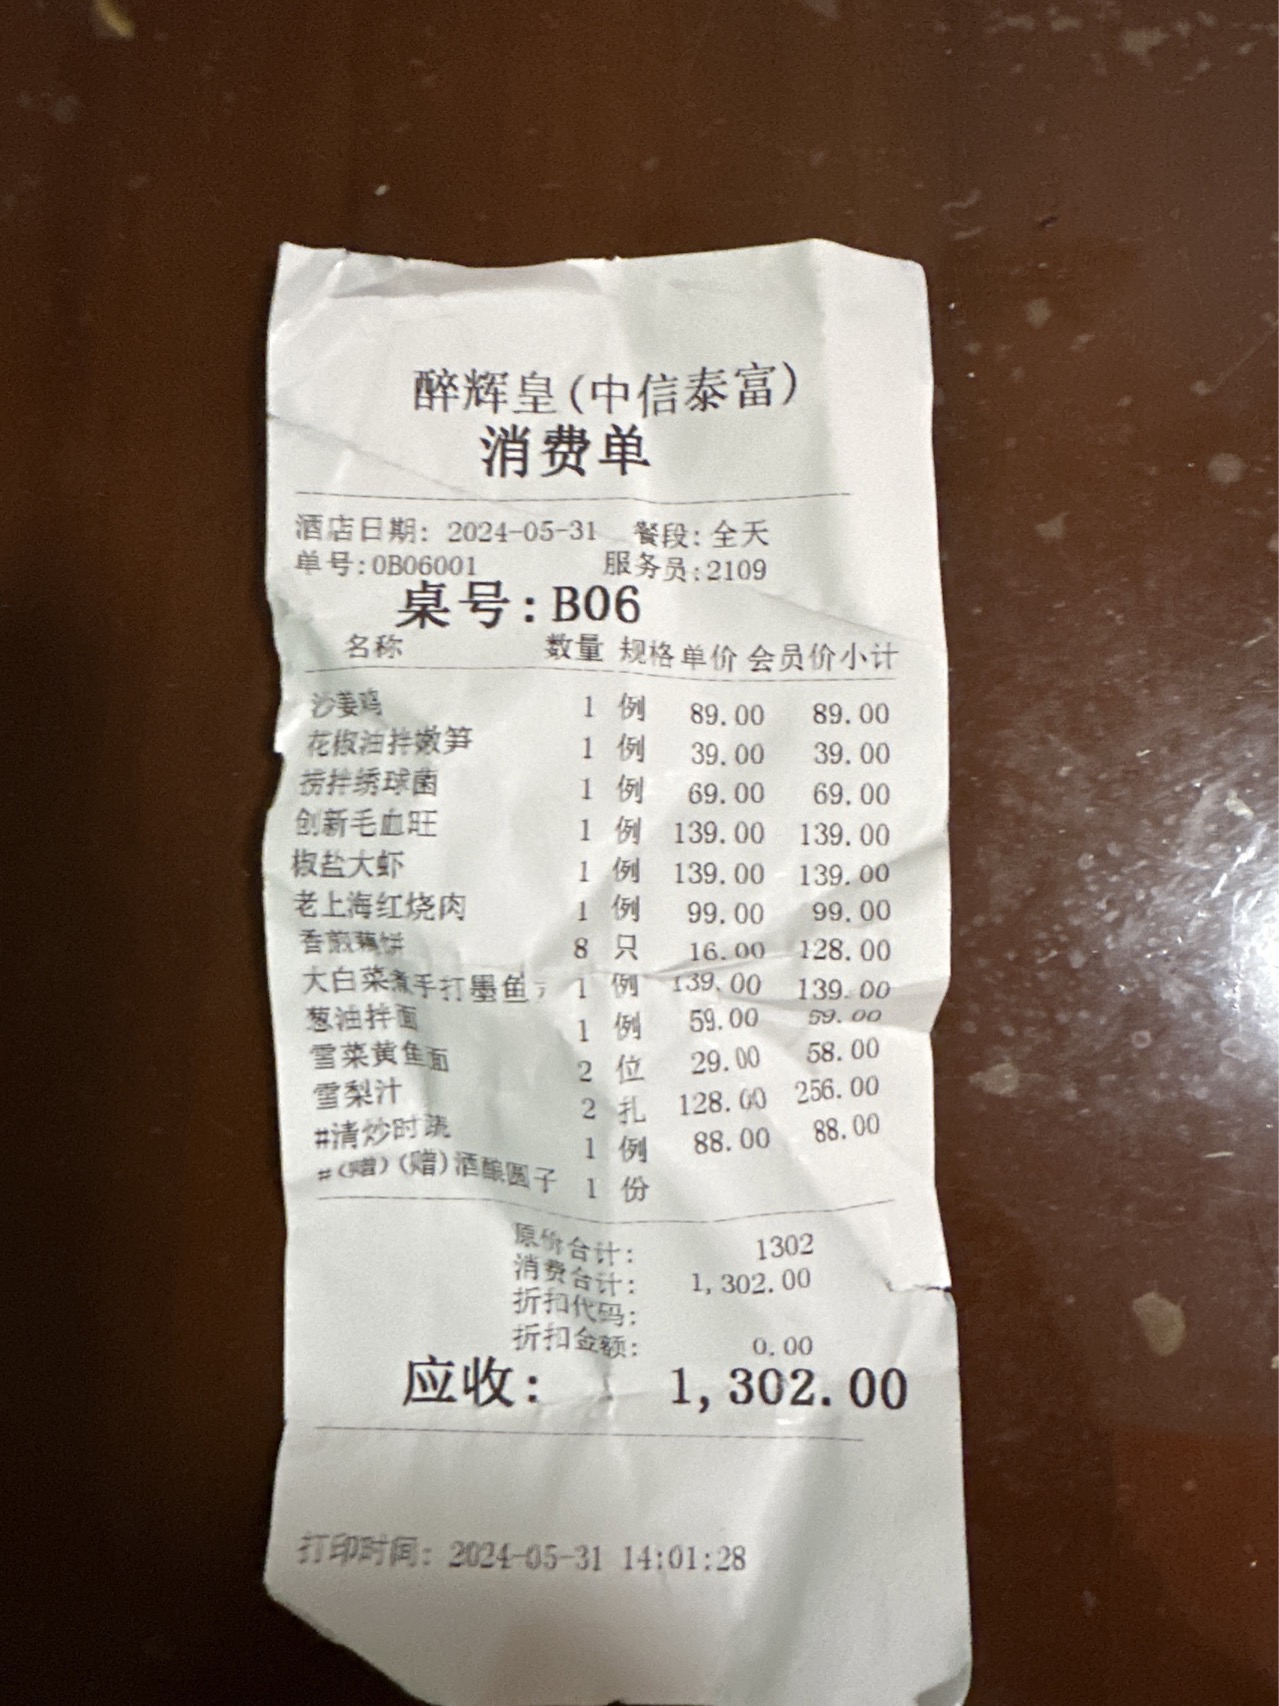 醉辉皇(中信泰富)
消费单
酒店日期: 2024-05-31 餐段: 全天
单号:0B06001 服务员:2109
桌号:B06
名称 数量 规格 单价 会员价小计
沙姜鸡 1 例 89.00 89.00
花椒油拌嫩笋 1 例 39.00 39.00
捞拌绣球菌 1 例 69.00 69.00
创新毛血旺 1 例 139.00 139.00
椒盐大虾 1 例 139.00 139.00
老上海红烧肉 1 例 99.00 99.00
香煎藕饼 8 只 16.00 128.00
大白菜煮手打墨鱼 1 例 139.00 139.00
葱油拌面 1 例 59.00 59.00
雪菜黄鱼面 2 位 29.00 58.00
雪梨汁 2 扎 128.00 256.00
#清炒时蔬 1 例 88.00 88.00
#(赠)(赠)酒酿圆子 1 份
原价合计: 1302
消费合计: 1,302.00
折扣代码:
折扣金额: 0.00
应收: 1,302.00
打印时间: 2024-05-31 14:01:28